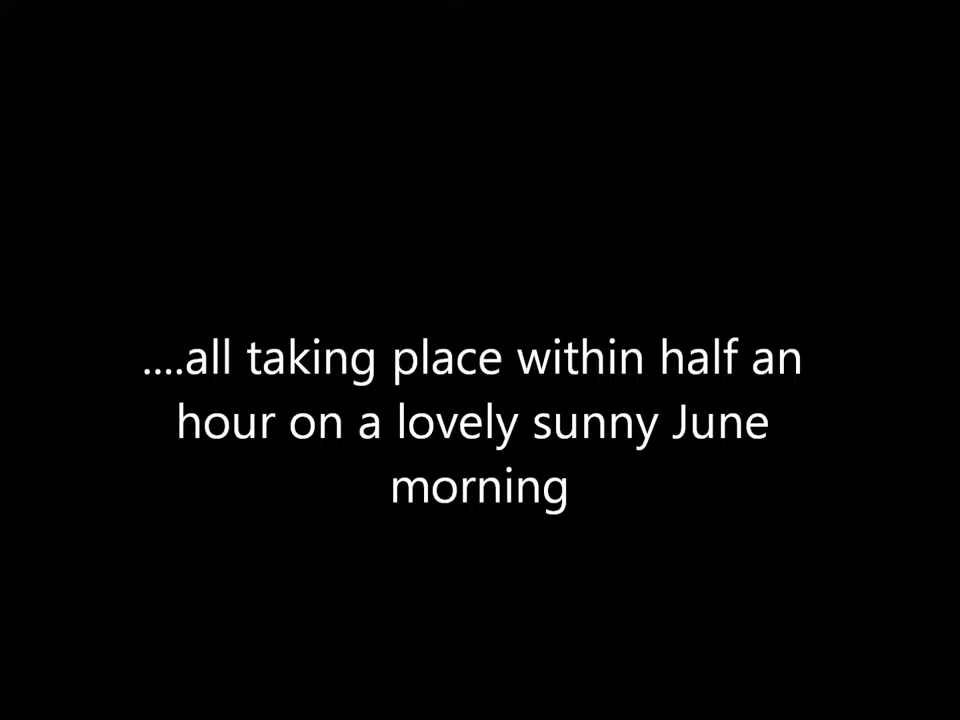 ....all taking place within half an
hour on a lovely sunny June
morning